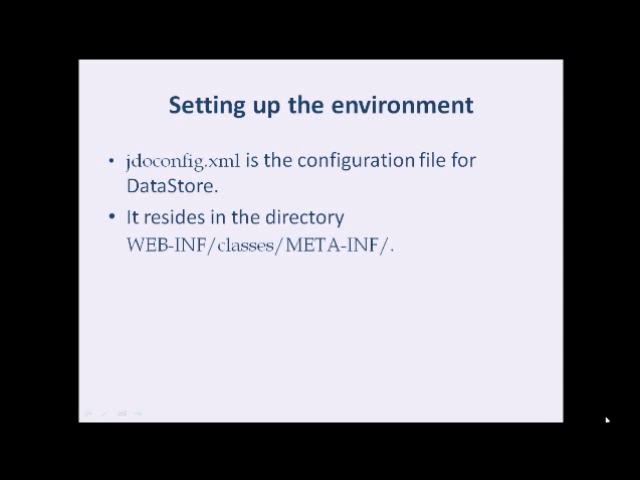 Setting up the environment
• jdoconfig.xml is the configuration file for
DataStore.
• It resides in the directory
WEB-INF/classes/META-INF/.